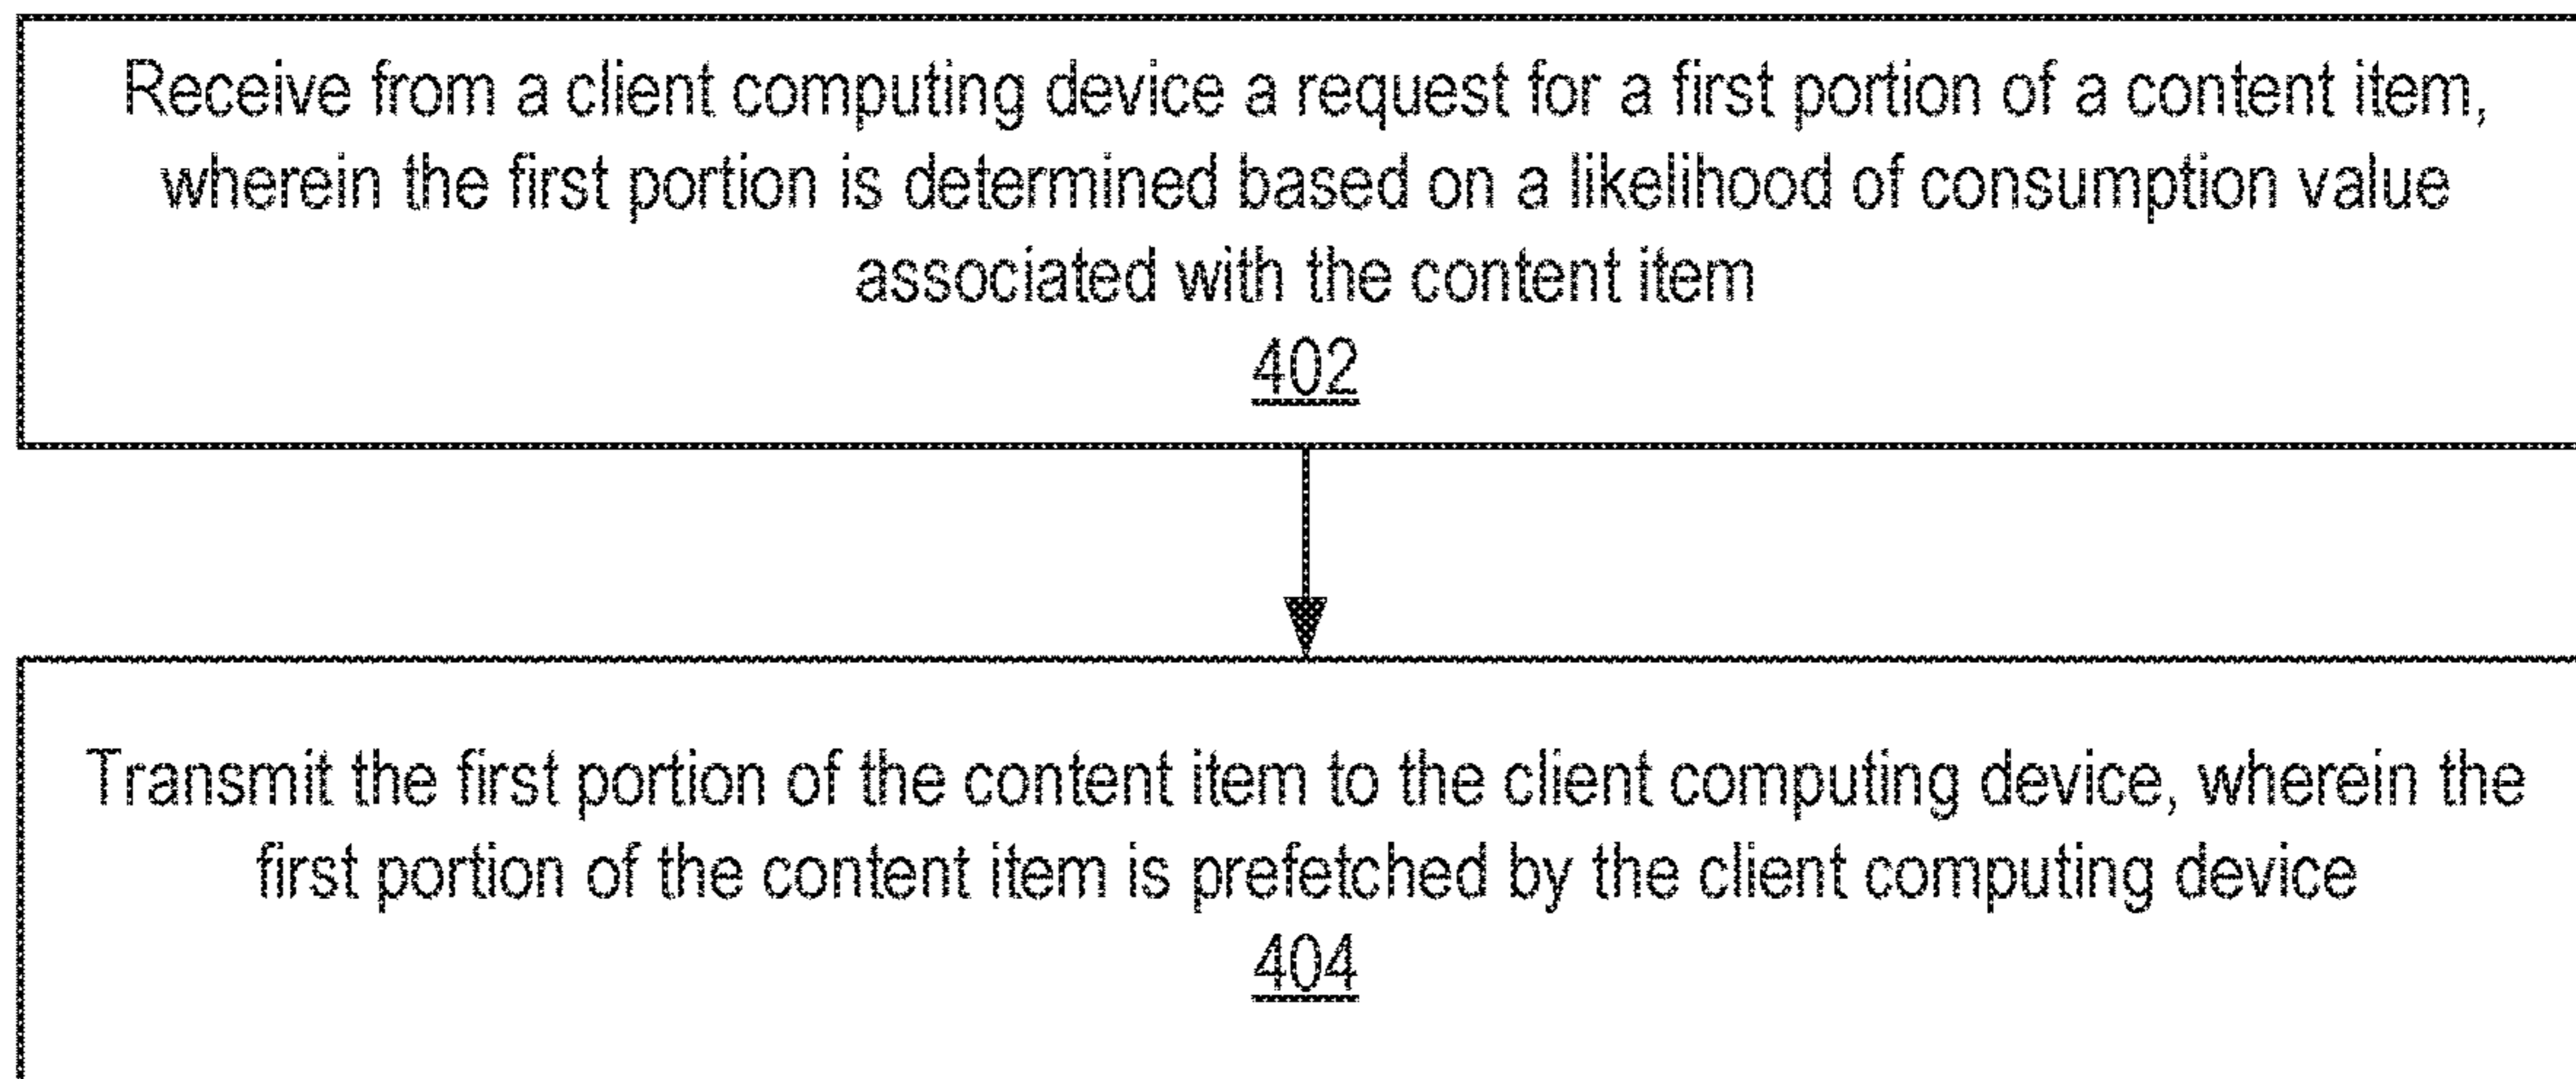 Receive from a client computing device a request for a first portion of a content item,
wherein the first portion is determined based on a likelihood of consumption value
associated with the content item
402
Transmit the first portion of the content item to the client computing device, wherein the
first portion of the content item is prefetched by the client computing device
404